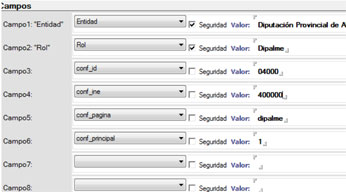 Campos
Campo1: "Entidad" Entidad Seguridad Valor: Diputación Provincial de A
Campo2: "Rol" Rol Seguridad Valor: Dipalme
Campo3: conf_id Seguridad Valor: 04000
Campo4: conf_ine Seguridad Valor: 400000
Campo5: conf_pagina Seguridad Valor: dipalme
Campo6: conf_principal Seguridad Valor: 1
Campo7: Seguridad Valor:
Campo8: Seguridad Valor: